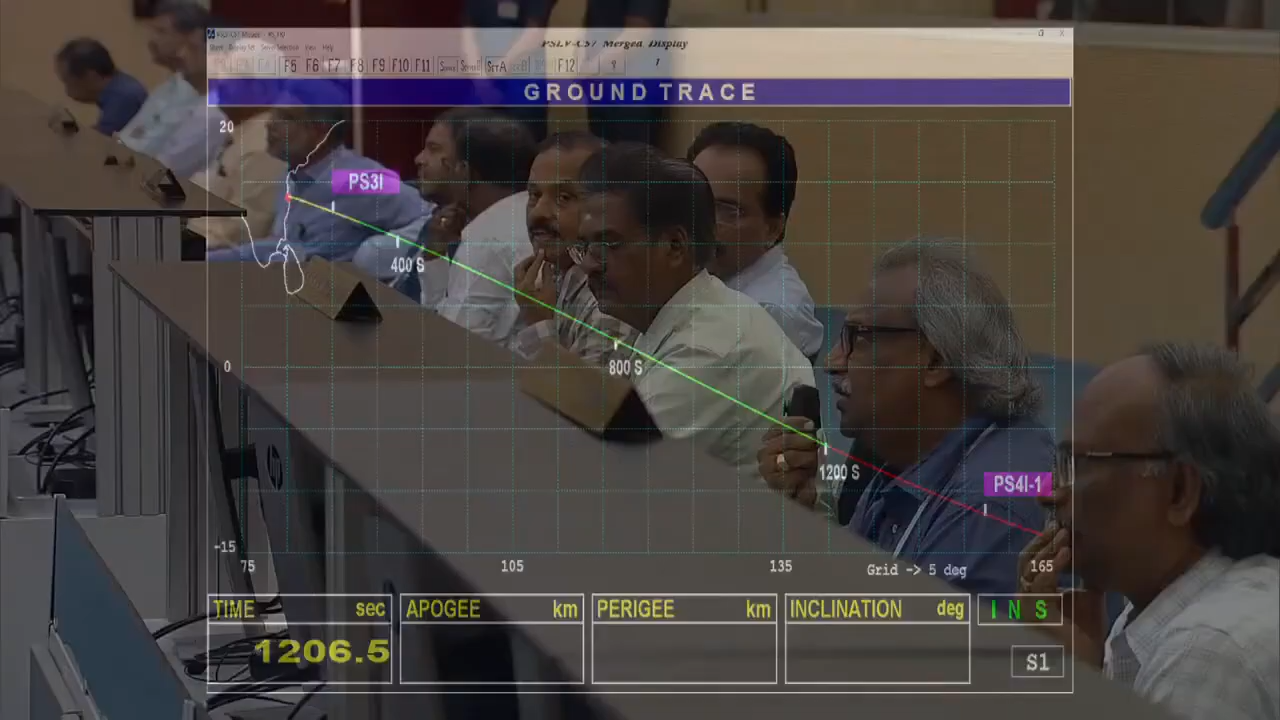 PSLV-C57 Merged Display
F5 F6 F7 F8 F9 F10 F11 SetA F12
GROUND TRACE
20
PS3I
400 S
0
800 S
1200 S
PS4I-1
-15
75 105 135 165
Grid -> 5 deg
TIME sec APOGEE km PERIGEE km INCLINATION deg I N S
1206.5
S1